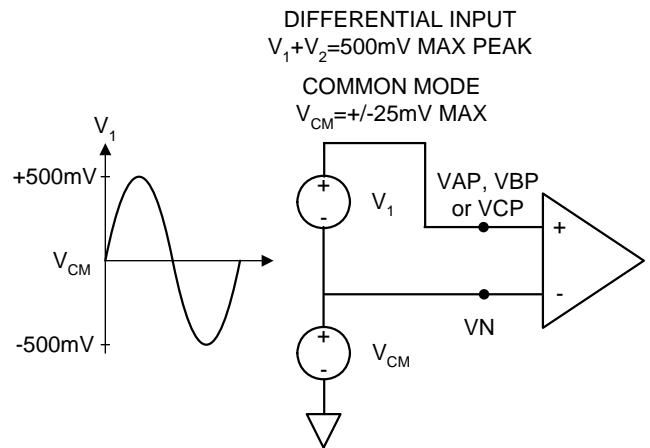 DIFFERENTIAL INPUT
V1+V2=500mV MAX PEAK
COMMON MODE
VCM=+/-25mV MAX
V1
+500mV
VCM
-500mV
+
-
V1
+
-
VCM
VAP, VBP
or VCP
VN
+
-